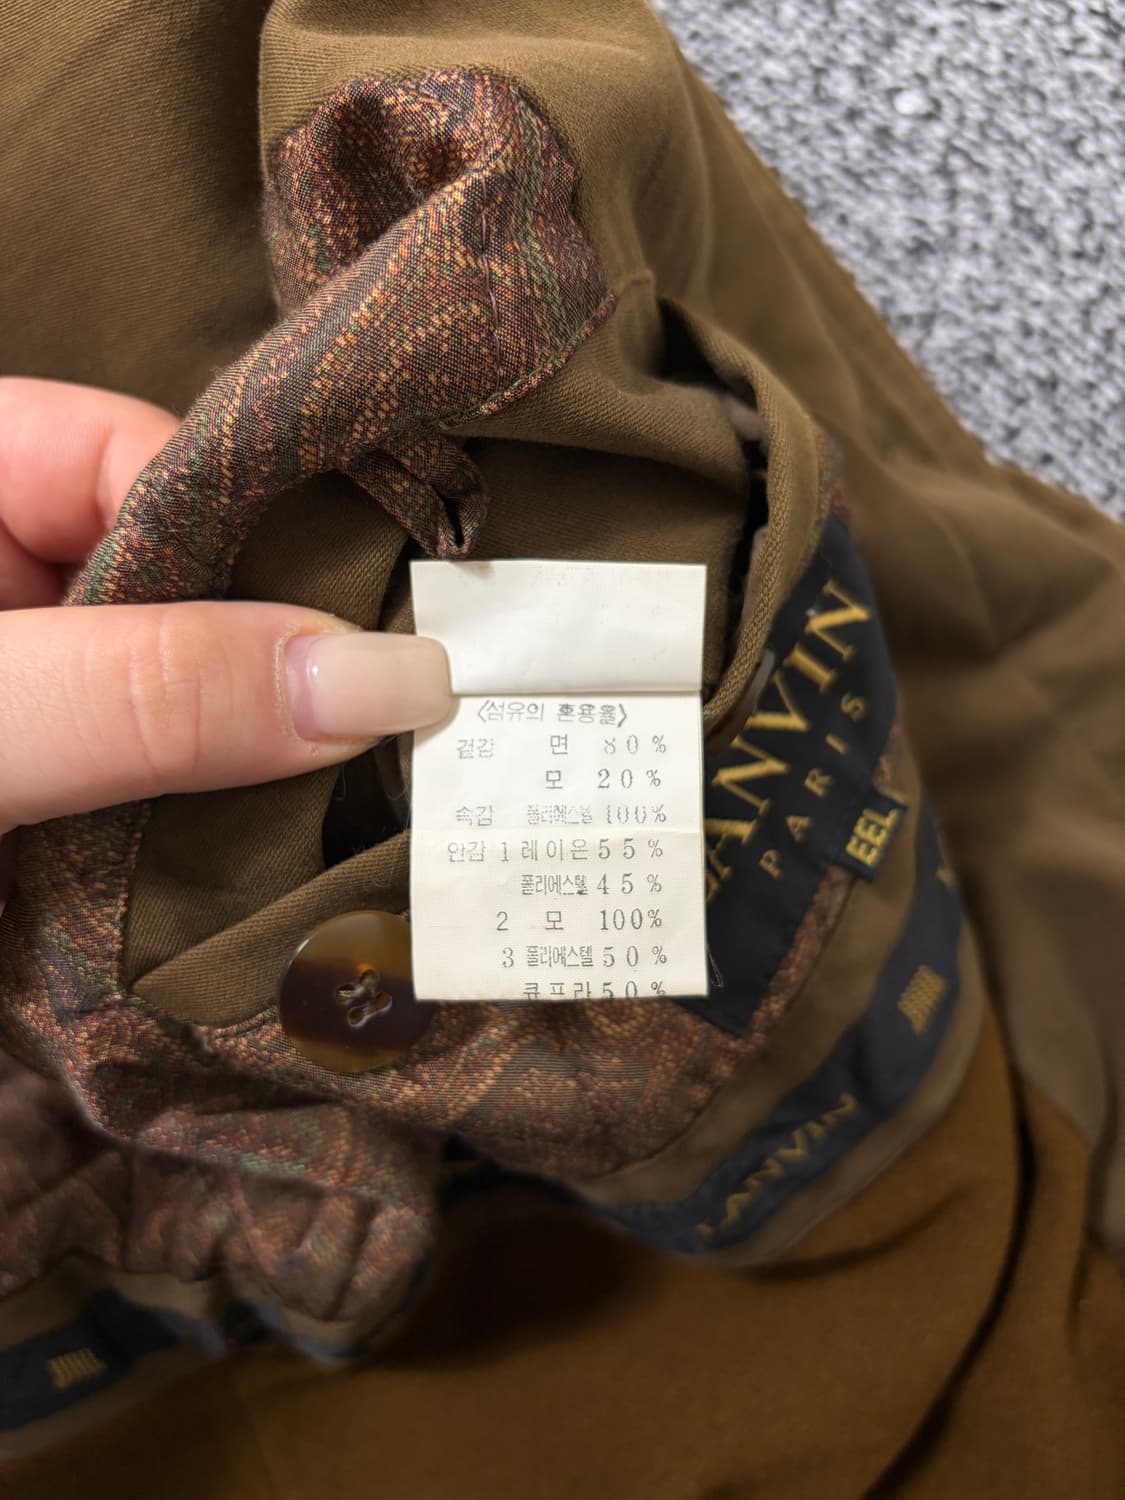 <섬유의 혼용율>
겉감 면 80%
모 20%
속감 폴리에스텔 100%
안감 1 레이온 55%
폴리에스텔 45%
2 모 100%
3 폴리에스텔 50%
큐프라 50%
LANVIN
PARIS
EEL
LANVIN